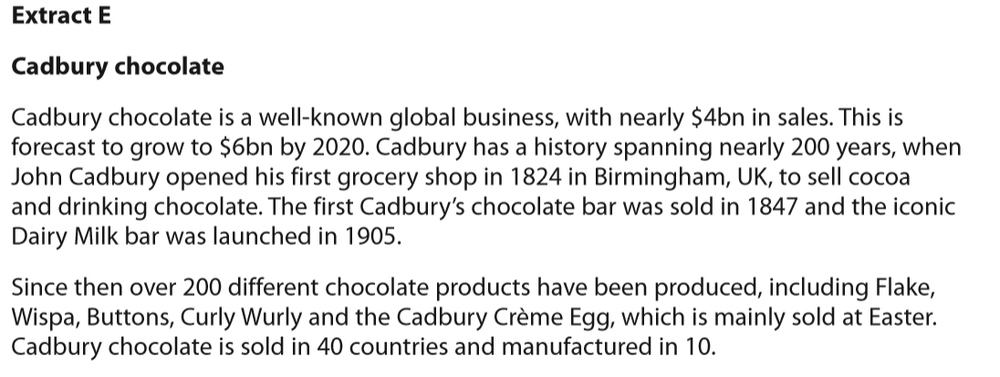 Extract E
Cadbury chocolate
Cadbury chocolate is a well-known global business, with nearly $4bn in sales. This is
forecast to grow to $6bn by 2020. Cadbury has a history spanning nearly 200 years, when
John Cadbury opened his first grocery shop in 1824 in Birmingham, UK, to sell cocoa
and drinking chocolate. The first Cadbury’s chocolate bar was sold in 1847 and the iconic
Dairy Milk bar was launched in 1905.
Since then over 200 different chocolate products have been produced, including Flake,
Wispa, Buttons, Curly Wurly and the Cadbury Crème Egg, which is mainly sold at Easter.
Cadbury chocolate is sold in 40 countries and manufactured in 10.